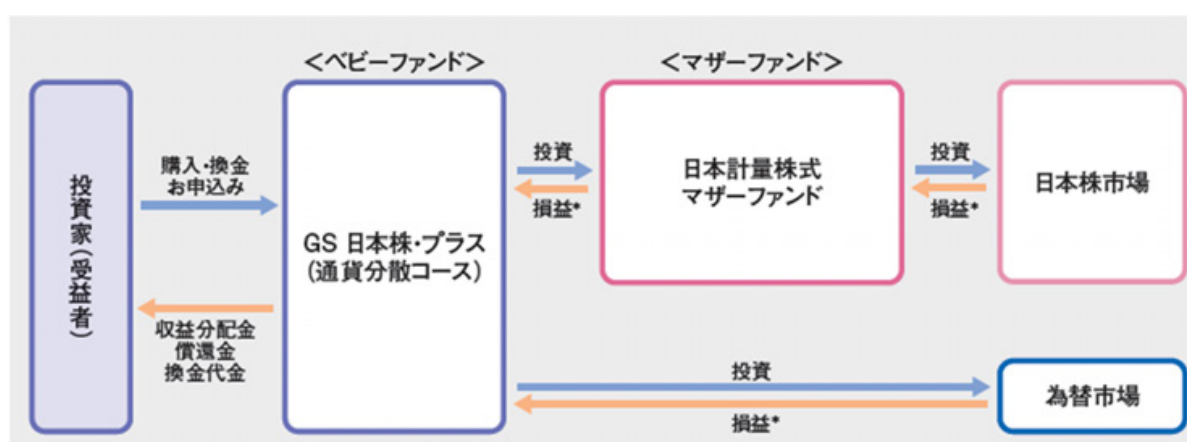 <ベビーファンド>
<マザーファンド>
投資家(受益者)
購入・換金
お申込み
収益分配金
償還金
換金代金
GS 日本株・プラス
(通貨分散コース)
投資
損益*
日本計量株式
マザーファンド
投資
損益*
日本株市場
投資
損益*
為替市場